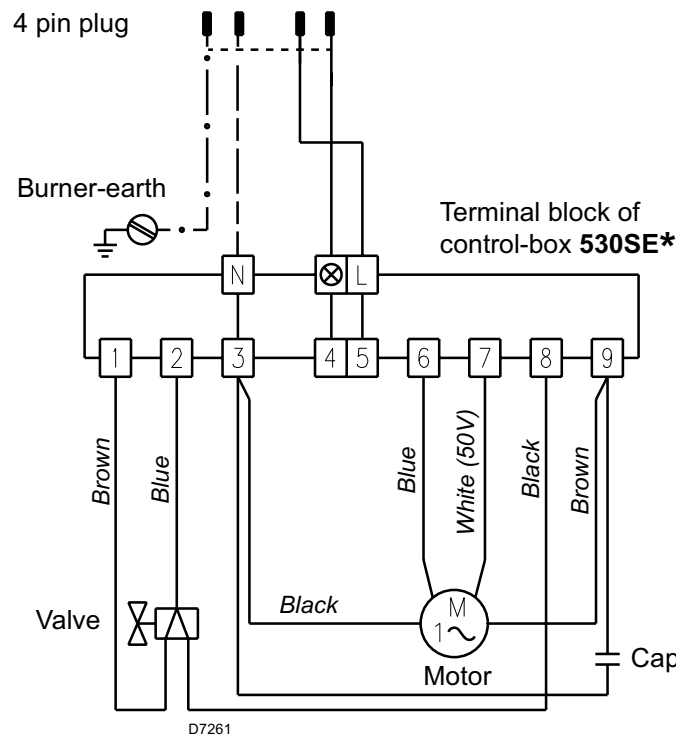 4 pin plug
Burner-earth
Terminal block of
control-box 530SE*
N
L
1 2 3 4 5 6 7 8 9
Brown
Blue
Blue
White (50V)
Black
Brown
Black
M
1
Valve
Motor
Cap
D7261